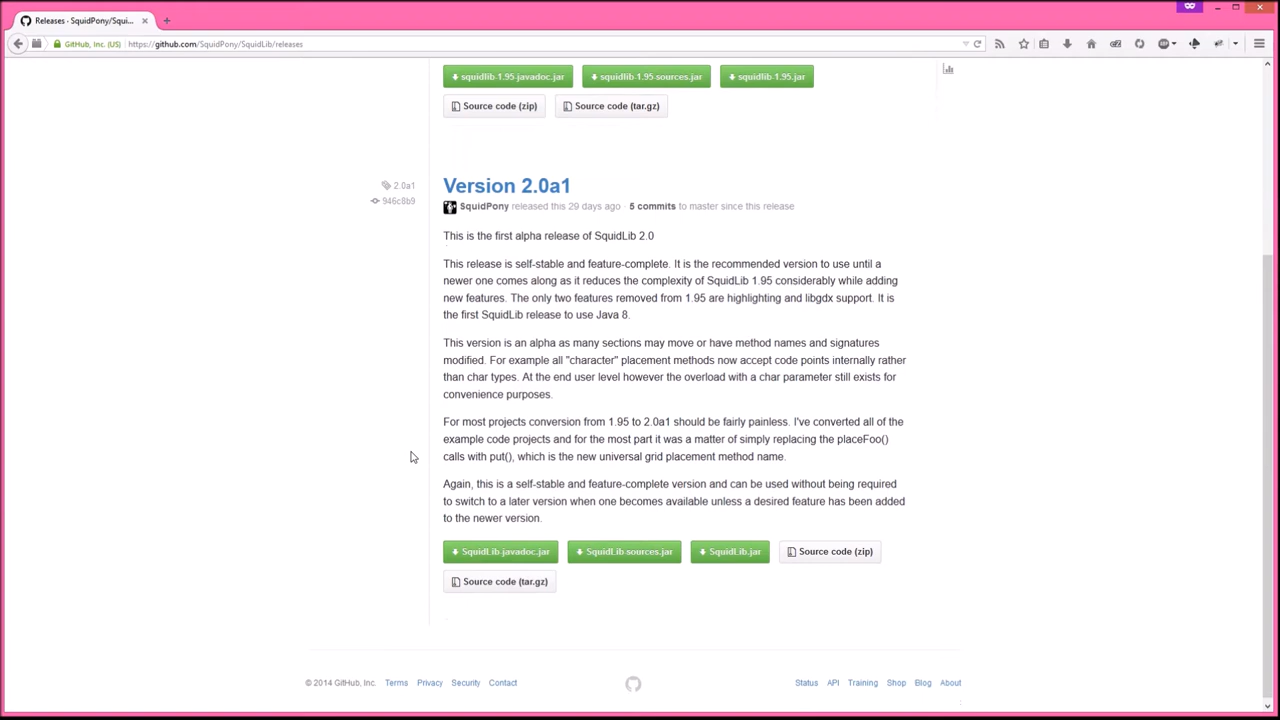 Releases · SquidPony/Squi...
GitHub, Inc. (US)
https://github.com/SquidPony/SquidLib/releases
squidlib-1.95-javadoc.jar
squidlib-1.95-sources.jar
squidlib-1.95.jar
Source code (zip)
Source code (tar.gz)
2.0a1
Version 2.0a1
946c8b9
SquidPony released this 29 days ago · 5 commits to master since this release
This is the first alpha release of SquidLib 2.0
This release is self-stable and feature-complete. It is the recommended version to use until a
newer one comes along as it reduces the complexity of SquidLib 1.95 considerably while adding
new features. The only two features removed from 1.95 are highlighting and libgdx support. It is
the first SquidLib release to use Java 8.
This version is an alpha as many sections may move or have method names and signatures
modified. For example all "character" placement methods now accept code points internally rather
than char types. At the end user level however the overload with a char parameter still exists for
convenience purposes.
For most projects conversion from 1.95 to 2.0a1 should be fairly painless. I've converted all of the
example code projects and for the most part it was a matter of simply replacing the placeFoo()
calls with put(), which is the new universal grid placement method name.
Again, this is a self-stable and feature-complete version and can be used without being required
to switch to a later version when one becomes available unless a desired feature has been added
to the newer version.
SquidLib-javadoc.jar
SquidLib-sources.jar
SquidLib.jar
Source code (zip)
Source code (tar.gz)
© 2014 GitHub, Inc. Terms Privacy Security Contact
Status API Training Shop Blog About